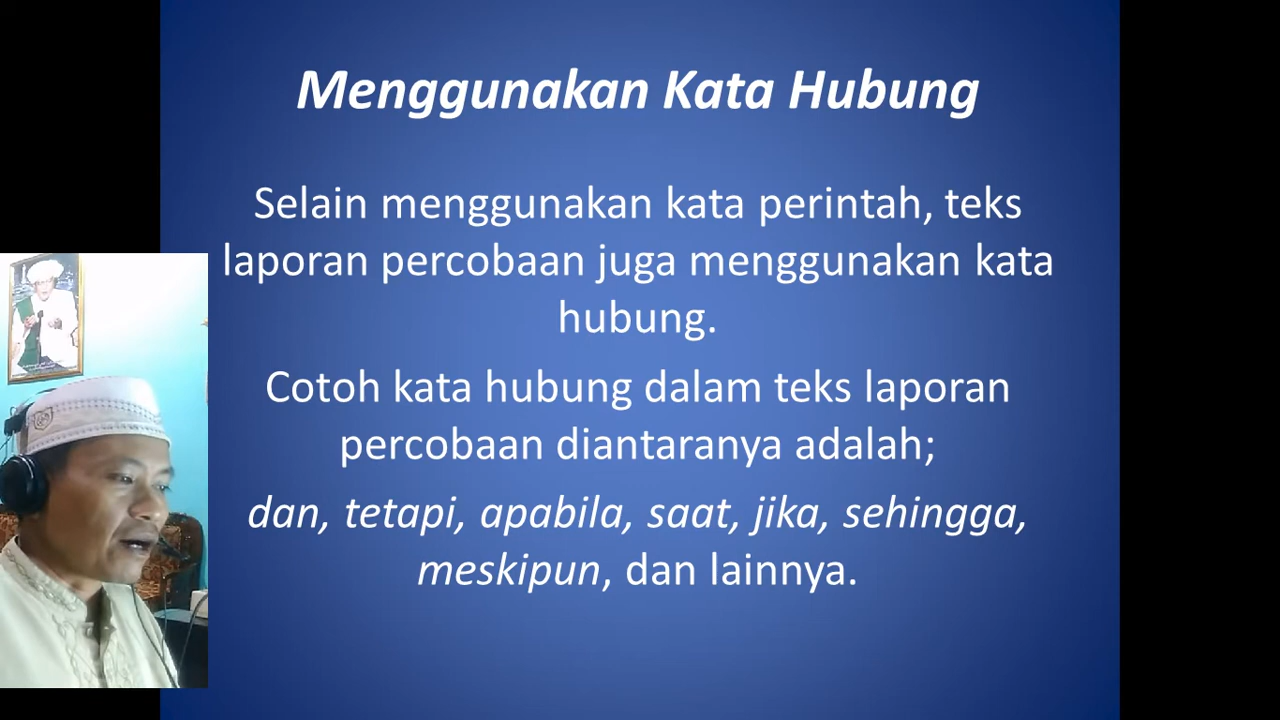 Menggunakan Kata Hubung
Selain menggunakan kata perintah, teks
laporan percobaan juga menggunakan kata
hubung.
Cotoh kata hubung dalam teks laporan
percobaan diantaranya adalah;
dan, tetapi, apabila, saat, jika, sehingga,
meskipun, dan lainnya.